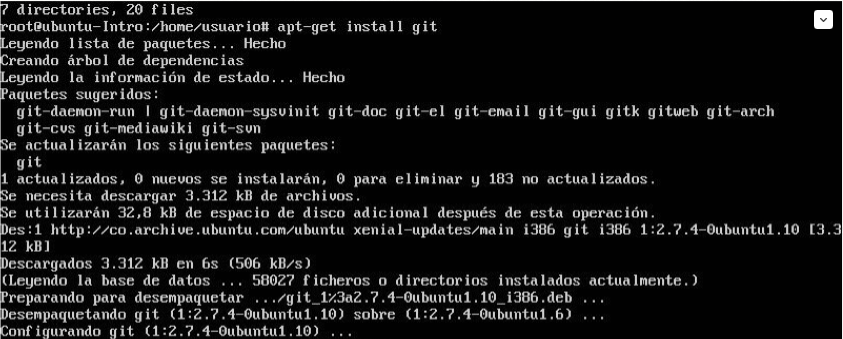 7 directories, 20 files
root@ubuntu-Intro:/home/usuario# apt-get install git
Leyendo lista de paquetes... Hecho
Creando árbol de dependencias
Leyendo la información de estado... Hecho
Paquetes sugeridos:
  git-daemon-run | git-daemon-sysvinit git-doc git-el git-email git-gui gitk gitweb git-arch
  git-cvs git-mediawiki git-svn
Se actualizarán los siguientes paquetes:
  git
1 actualizados, 0 nuevos se instalarán, 0 para eliminar y 183 no actualizados.
Se necesita descargar 3.312 kB de archivos.
Se utilizarán 32,8 kB de espacio de disco adicional después de esta operación.
Des:1 http://co.archive.ubuntu.com/ubuntu xenial-updates/main i386 git i386 1:2.7.4-0ubuntu1.10 [3.3
12 kB]
Descargados 3.312 kB en 6s (506 kB/s)
(Leyendo la base de datos ... 58027 ficheros o directorios instalados actualmente.)
Preparando para desempaquetar .../git_1%3a2.7.4-0ubuntu1.10_i386.deb ...
Desempaquetando git (1:2.7.4-0ubuntu1.10) sobre (1:2.7.4-0ubuntu1.6) ...
Configurando git (1:2.7.4-0ubuntu1.10) ...